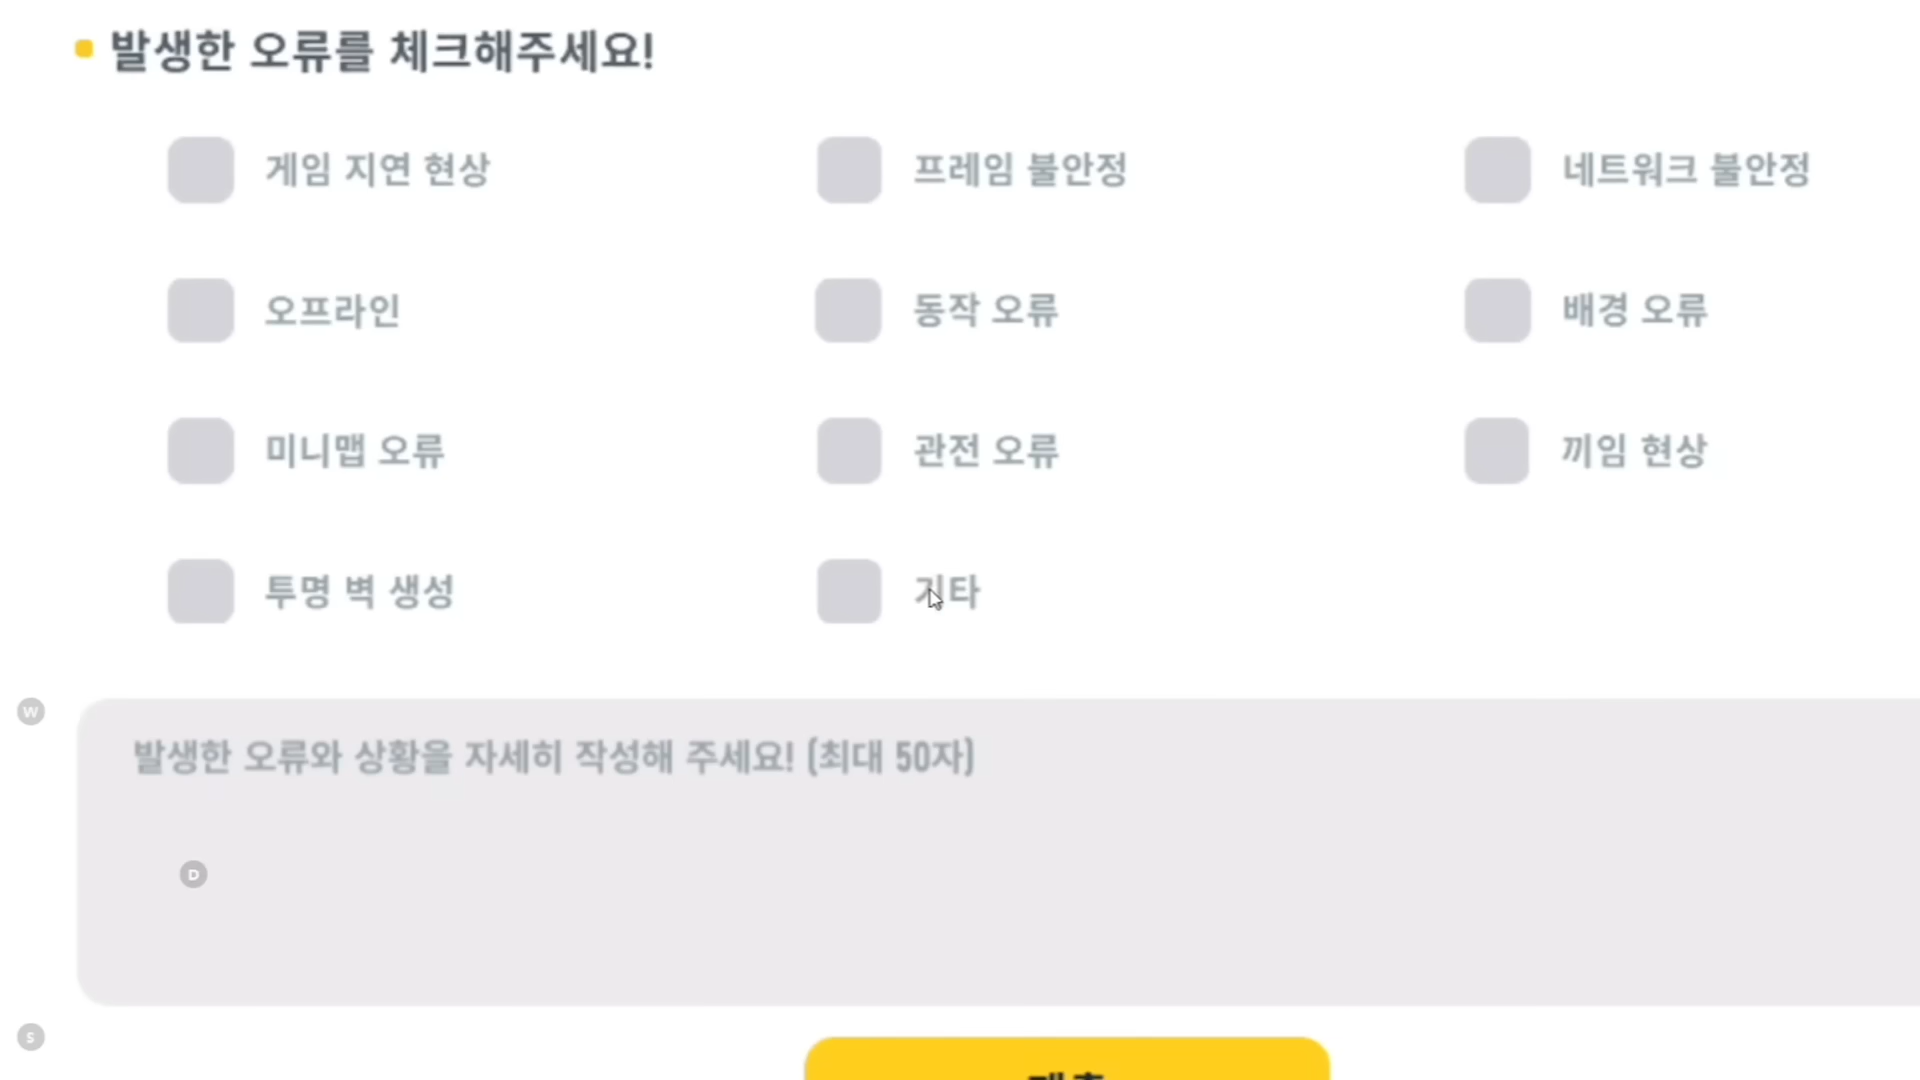 발생한 오류를 체크해주세요!
게임 지연 현상 프레임 불안정 네트워크 불안정
오프라인 동작 오류 배경 오류
미니맵 오류 관전 오류 끼임 현상
투명 벽 생성 기타
W
발생한 오류와 상황을 자세히 작성해 주세요! (최대 50자)
D
S